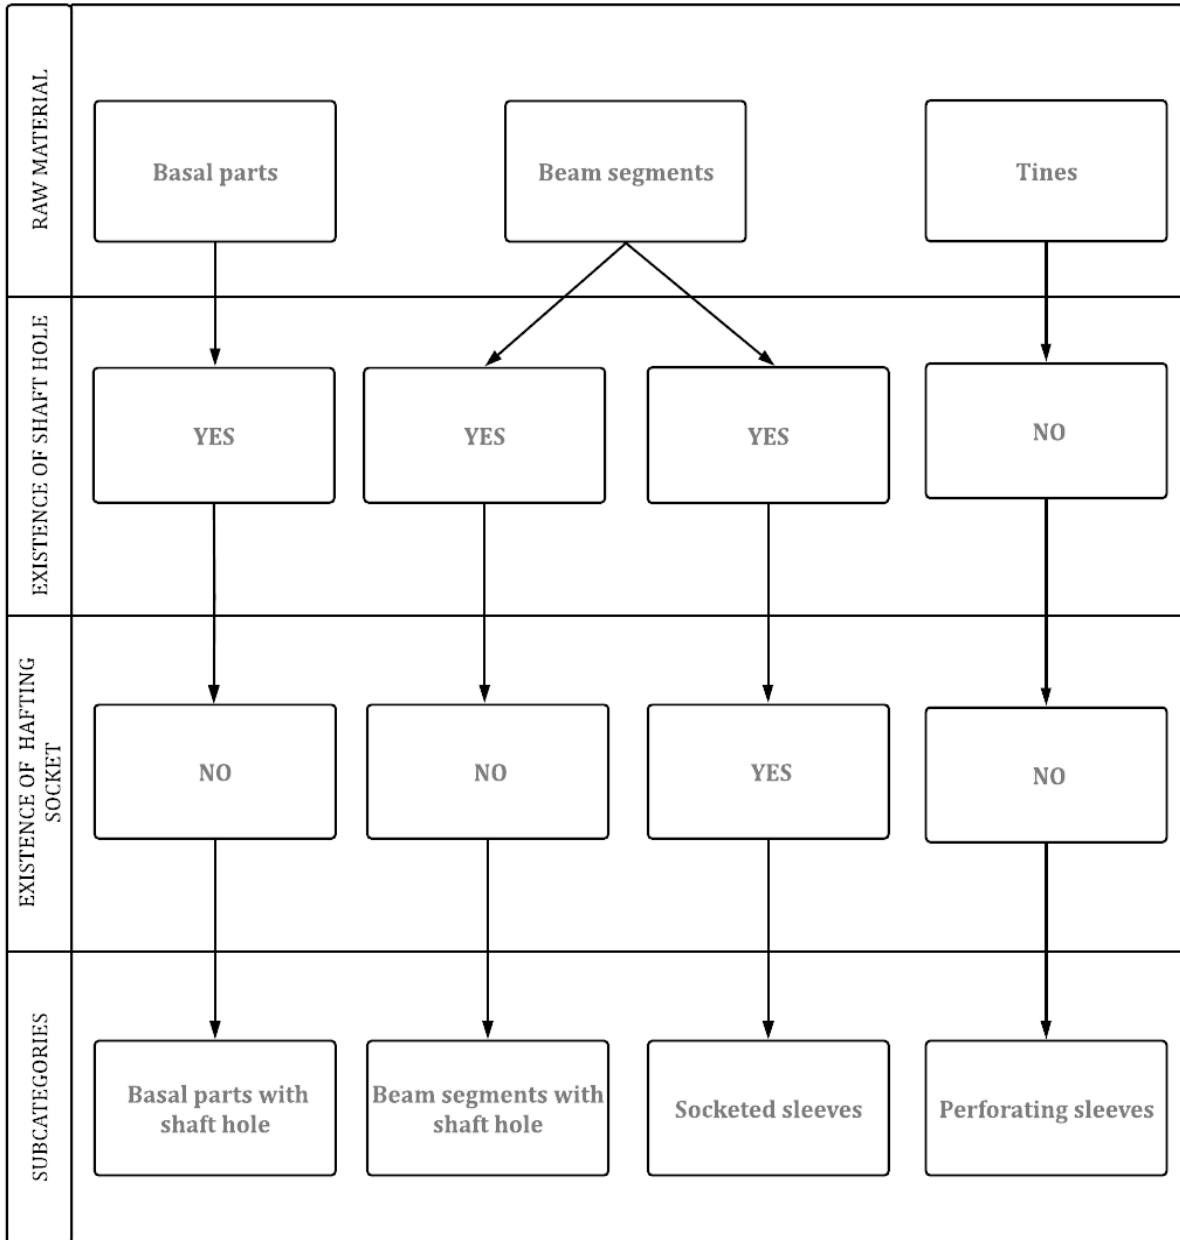 RAW MATERIAL
Basal parts
Beam segments
Tines
EXISTENCE OF SHAFT HOLE
YES
YES
YES
NO
EXISTENCE OF HAFTING
SOCKET
NO
NO
YES
NO
SUBCATEGORIES
Basal parts with
shaft hole
Beam segments with
shaft hole
Socketed sleeves
Perforating sleeves